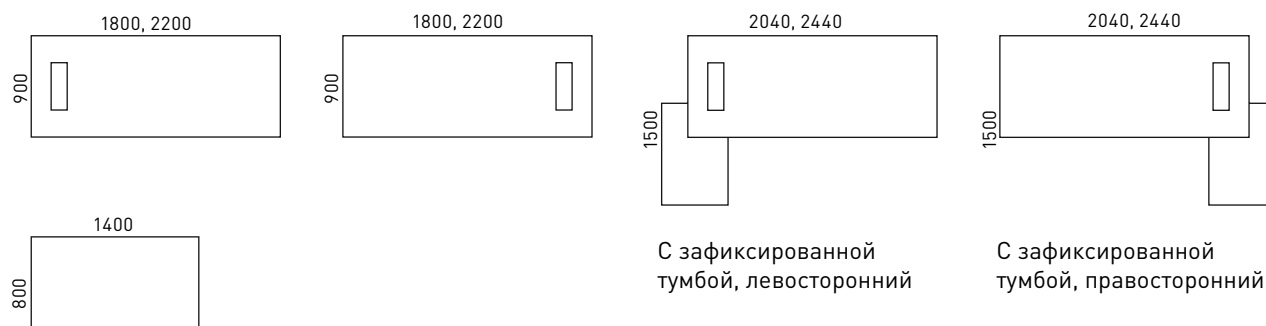 1800, 2200
900
1800, 2200
900
2040, 2440
1500
2040, 2440
1500
1400
800
С зафиксированной
тумбой, левосторонний
С зафиксированной
тумбой, правосторонний